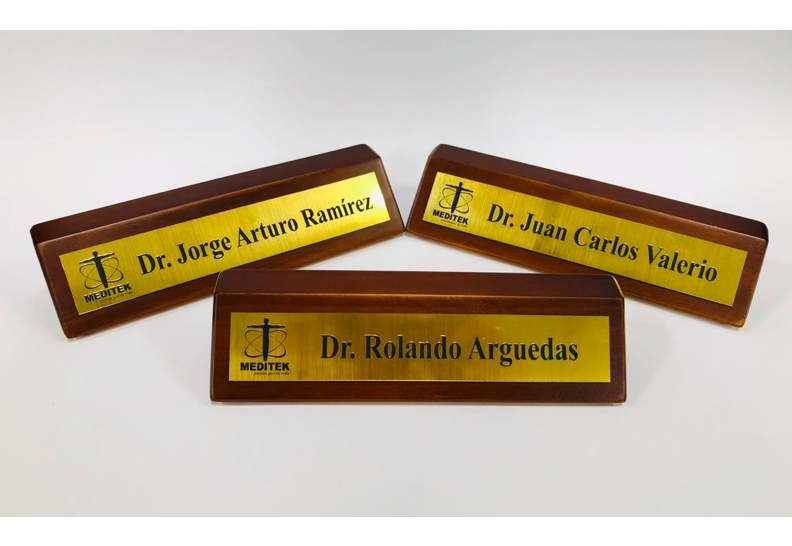 Dr. Jorge Arturo Ramírez
MEDITEK
Dr. Juan Carlos Valerio
MEDITEK
Dr. Rolando Arguedas
MEDITEK